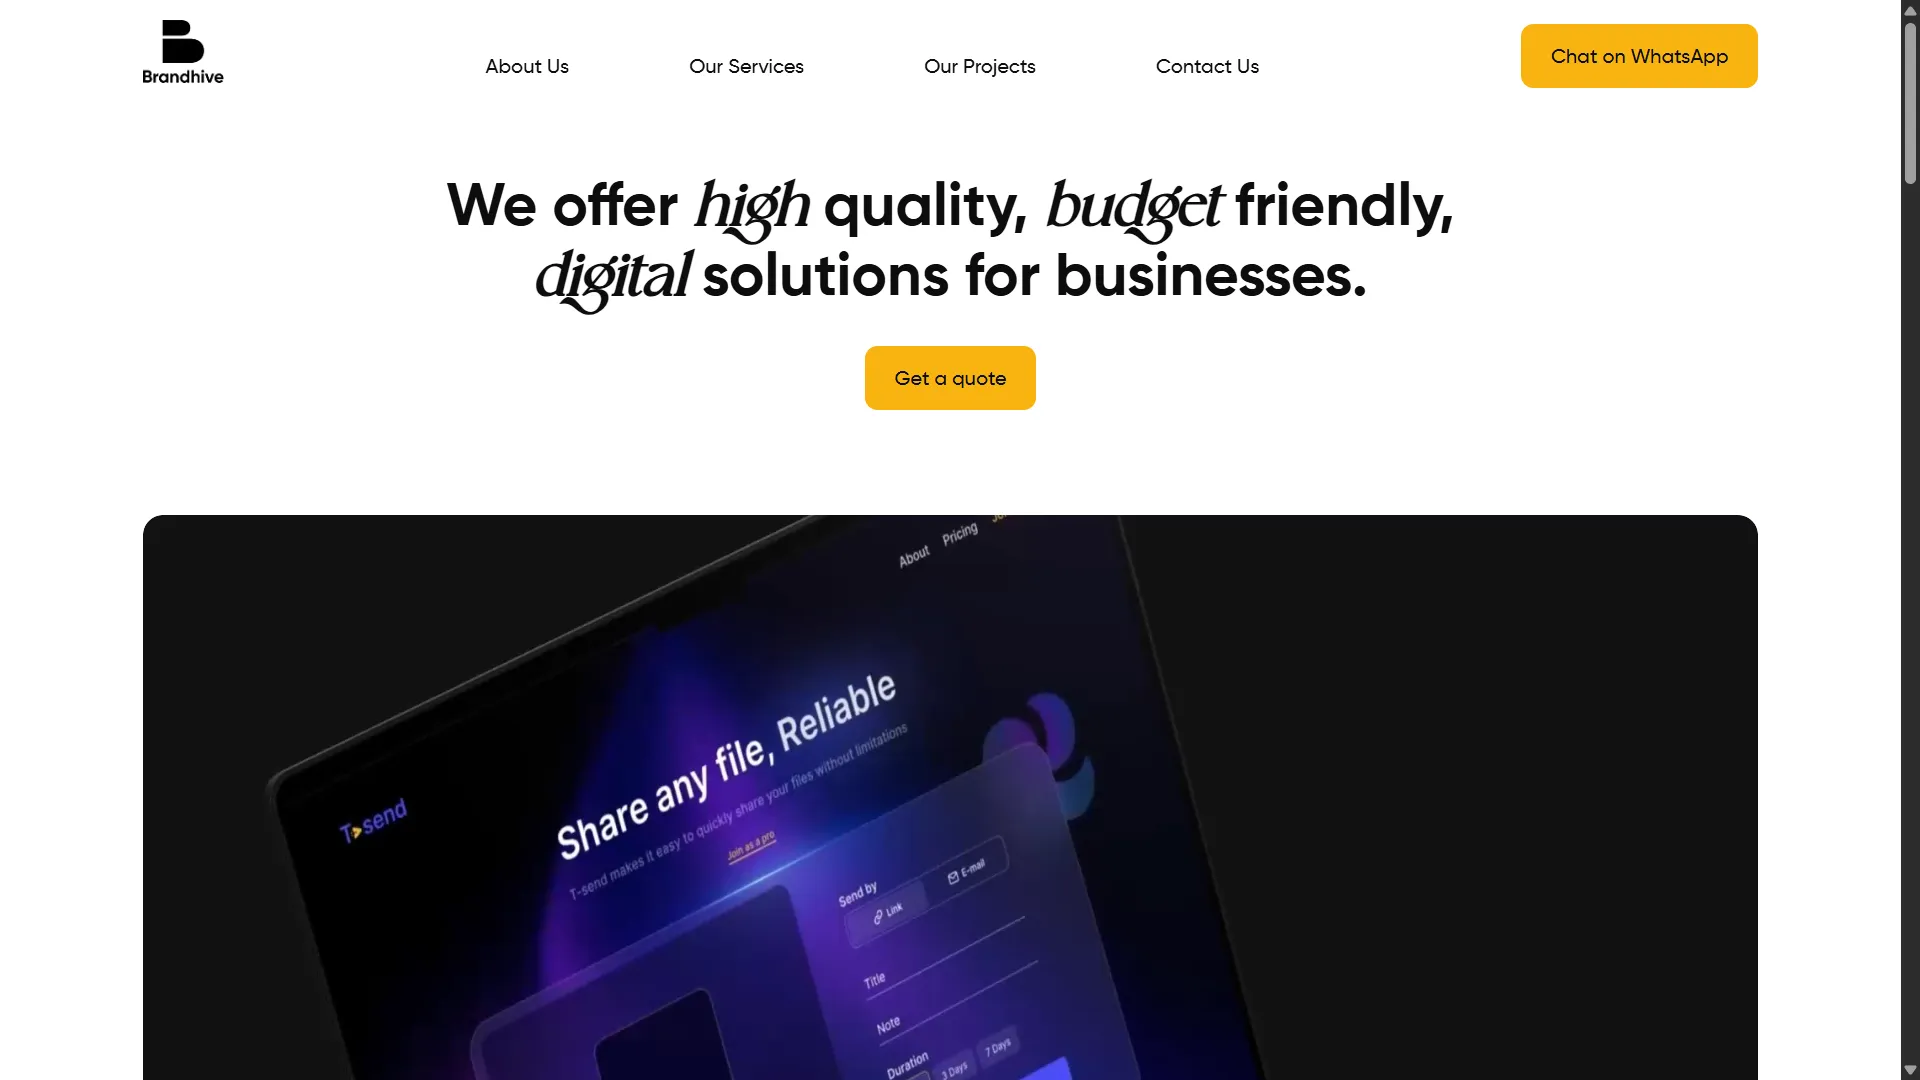 Brandhive
About Us
Our Services
Our Projects
Contact Us
Chat on WhatsApp
We offer high quality, budget friendly,
digital solutions for businesses.
Get a quote
About
Pricing
T-send
Share any file, Reliable
T-send makes it easy to quickly share your files without limitations
Join as a pro
Send by
Link
E-mail
Title
Note
Duration
3 Days
7 Days